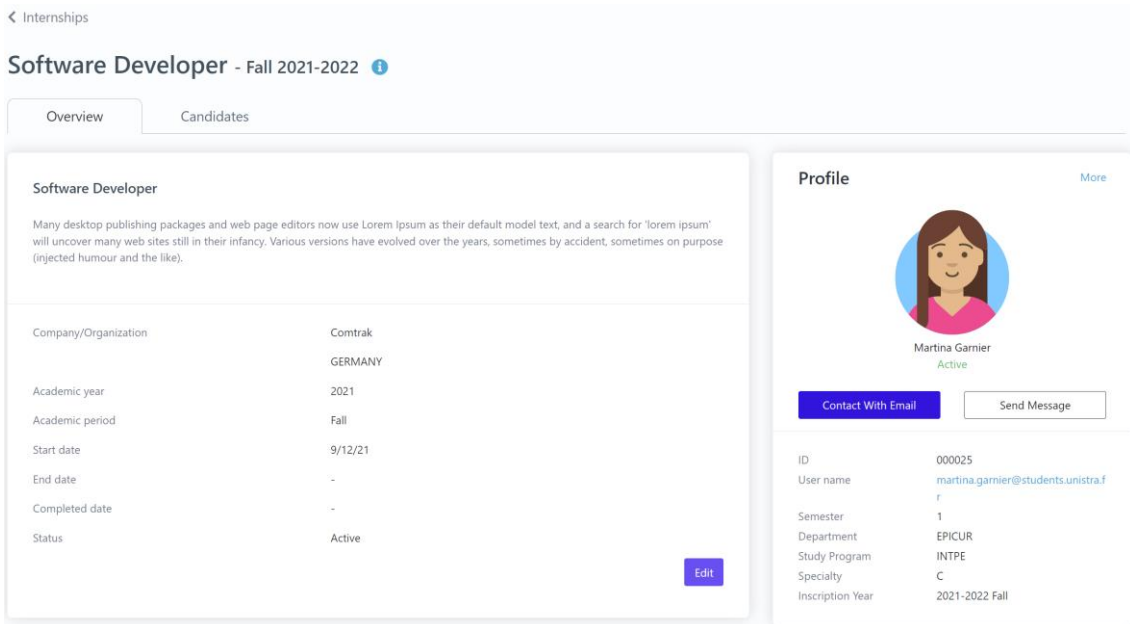 Internships
Software Developer - Fall 2021-2022
Overview
Candidates
Software Developer
Many desktop publishing packages and web page editors now use Lorem Ipsum as their default model text, and a search for 'lorem ipsum'
will uncover many web sites still in their infancy. Various versions have evolved over the years, sometimes by accident, sometimes on purpose
(injected humour and the like).
Company/Organization Comtrak
GERMANY
Academic year 2021
Academic period Fall
Start date 9/12/21
End date -
Completed date -
Status Active
Edit
Profile More
Martina Garnier
Active
Contact With Email Send Message
ID 000025
User name martina.garnier@students.unistra.f
r
Semester 1
Department EPICUR
Study Program INTPE
Specialty C
Inscription Year 2021-2022 Fall